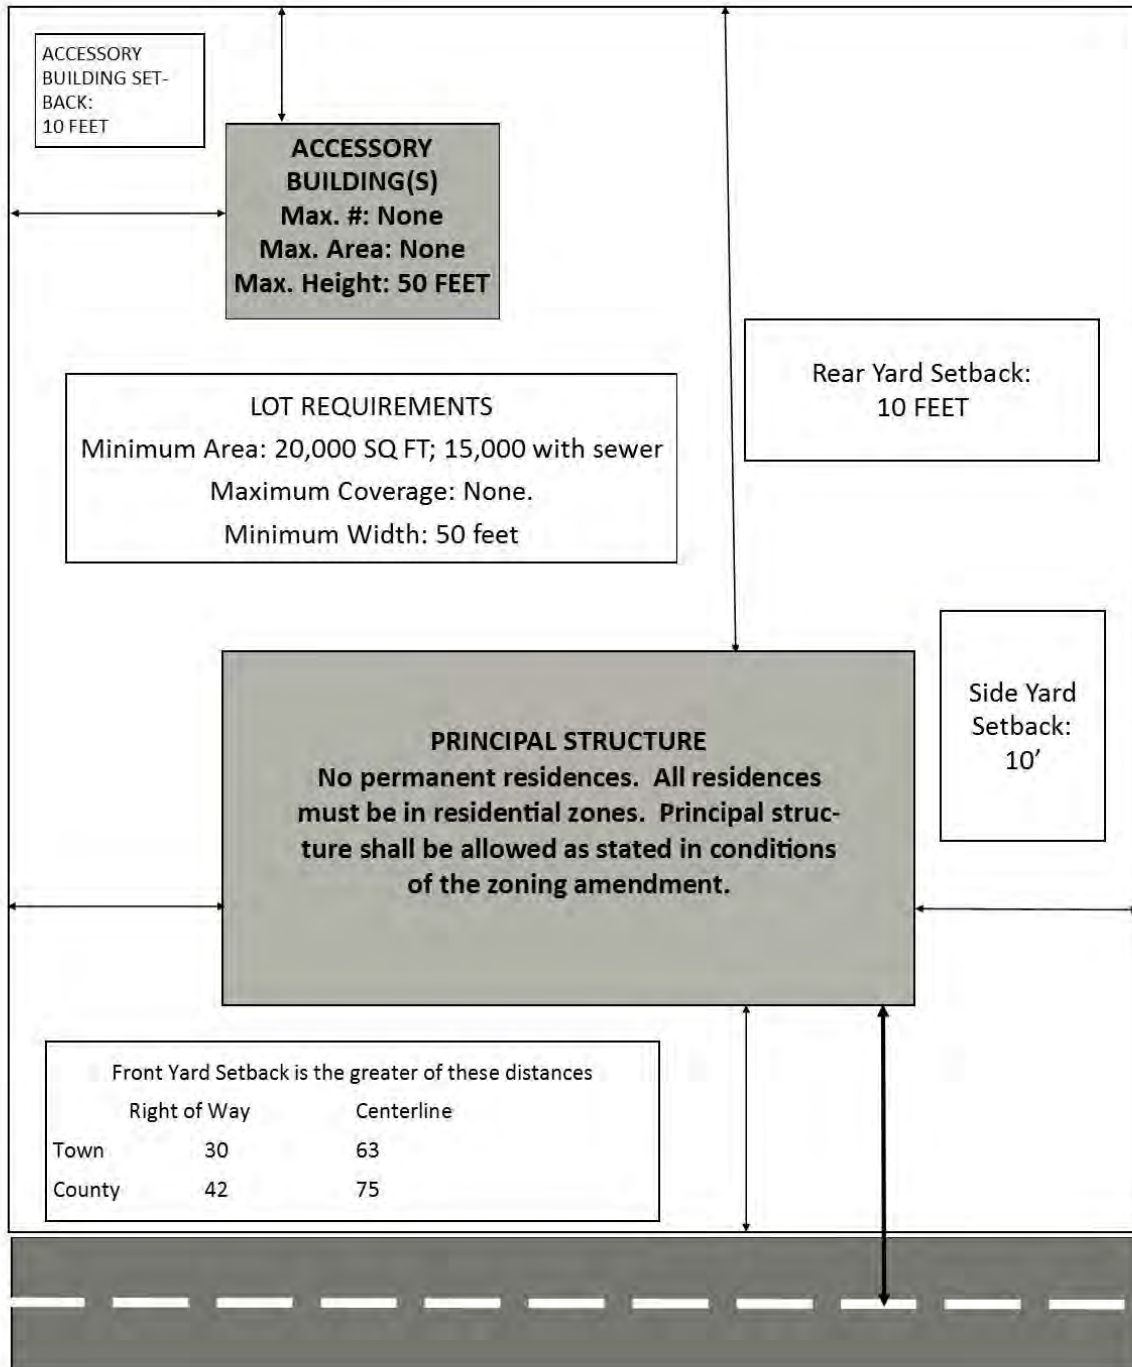 ACCESSORY
BUILDING SET-
BACK:
10 FEET
ACCESSORY
BUILDING(S)
Max. #: None
Max. Area: None
Max. Height: 50 FEET
Rear Yard Setback:
10 FEET
LOT REQUIREMENTS
Minimum Area: 20,000 SQ FT; 15,000 with sewer
Maximum Coverage: None.
Minimum Width: 50 feet
Side Yard
Setback:
10’
PRINCIPAL STRUCTURE
No permanent residences.  All residences
must be in residential zones.  Principal struc-
ture shall be allowed as stated in conditions
of the zoning amendment.
Front Yard Setback is the greater of these distances
Right of Way Centerline
Town 30 63
County 42 75